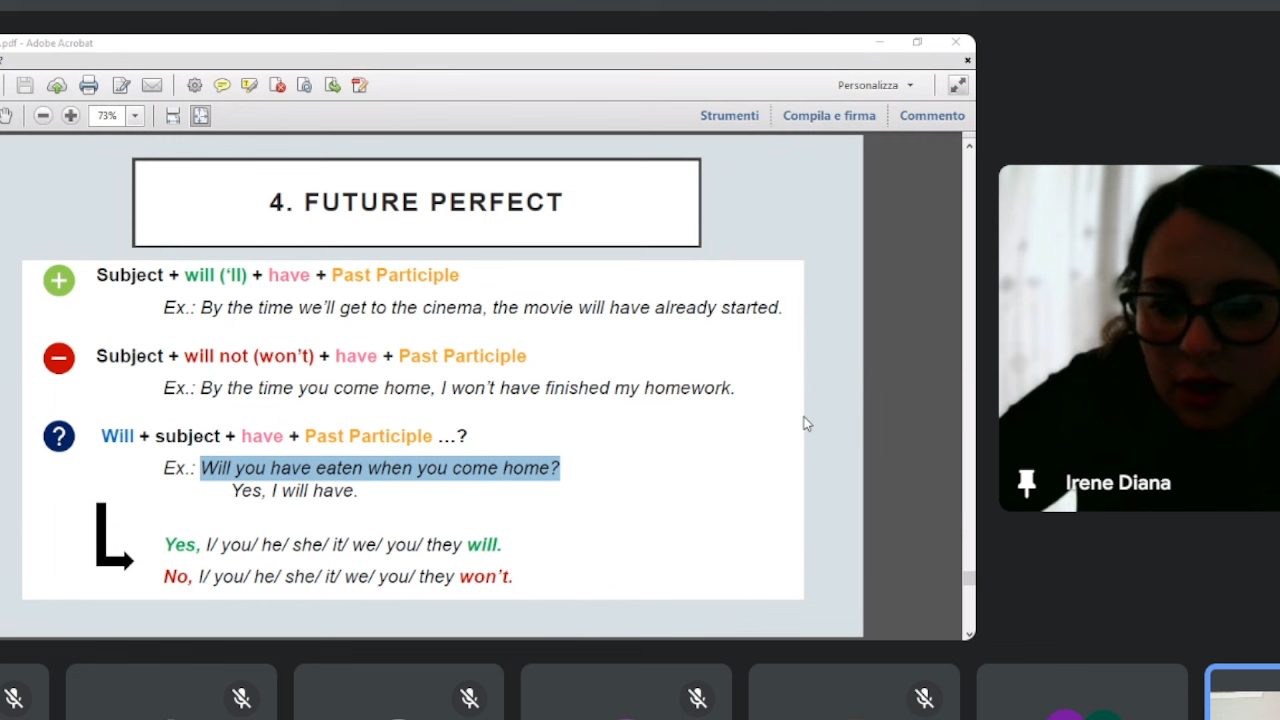 .pdf - Adobe Acrobat
?
Personalizza
73%
Strumenti Compila e firma Commento
4. FUTURE PERFECT
Subject + will (‘ll) + have + Past Participle
Ex.: By the time we’ll get to the cinema, the movie will have already started.
Subject + will not (won’t) + have + Past Participle
Ex.: By the time you come home, I won’t have finished my homework.
Will + subject + have + Past Participle ...?
Ex.: Will you have eaten when you come home?
Yes, I will have.
Yes, I/ you/ he/ she/ it/ we/ you/ they will.
No, I/ you/ he/ she/ it/ we/ you/ they won’t.
Irene Diana